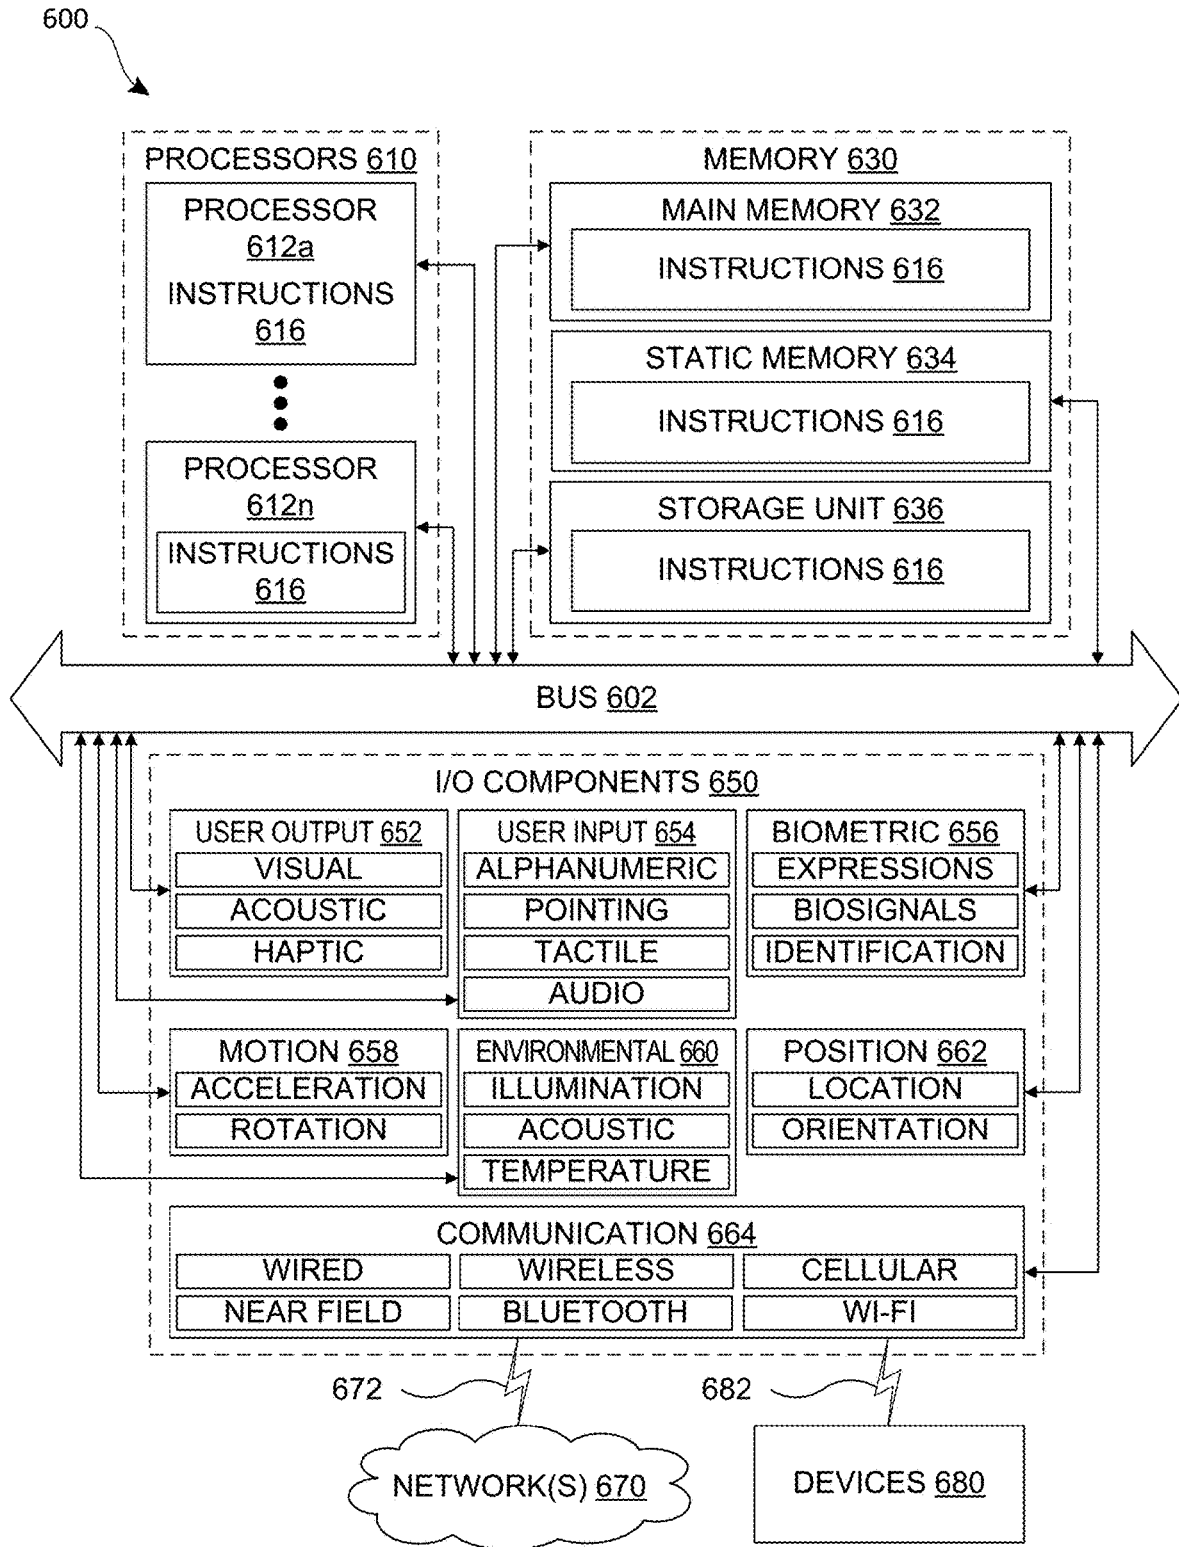 600
PROCESSORS 610
PROCESSOR
612a
INSTRUCTIONS
616
PROCESSOR
612n
INSTRUCTIONS
616
MEMORY 630
MAIN MEMORY 632
INSTRUCTIONS 616
STATIC MEMORY 634
INSTRUCTIONS 616
STORAGE UNIT 636
INSTRUCTIONS 616
BUS 602
I/O COMPONENTS 650
USER OUTPUT 652
VISUAL
ACOUSTIC
HAPTIC
USER INPUT 654
ALPHANUMERIC
POINTING
TACTILE
AUDIO
BIOMETRIC 656
EXPRESSIONS
BIOSIGNALS
IDENTIFICATION
MOTION 658
ACCELERATION
ROTATION
ENVIRONMENTAL 660
ILLUMINATION
ACOUSTIC
TEMPERATURE
POSITION 662
LOCATION
ORIENTATION
COMMUNICATION 664
WIRED
WIRELESS
CELLULAR
NEAR FIELD
BLUETOOTH
WI-FI
672
682
NETWORK(S) 670
DEVICES 680